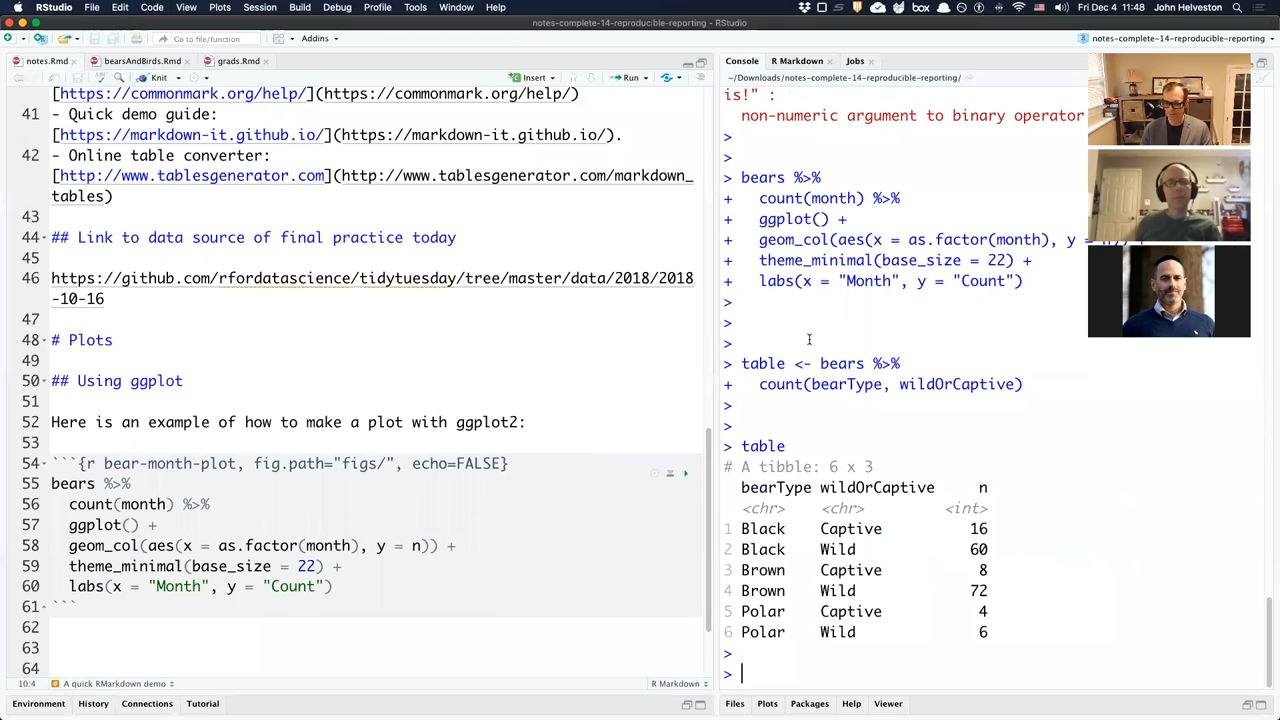 RStudio File Edit Code View Plots Session Build Debug Profile Tools Window Help
box
Fri Dec 4 11:48 John Helveston
notes-complete-14-reproducible-reporting - RStudio
Go to file/function
Addins
notes-complete-14-reproducible-reporting
notes.Rmd bearsAndBirds.Rmd grads.Rmd
Knit Insert Run
[https://commonmark.org/help/](https://commonmark.org/help/)
41 - Quick demo guide:
[https://markdown-it.github.io/](https://markdown-it.github.io/).
42 - Online table converter:
[http://www.tablesgenerator.com](http://www.tablesgenerator.com/markdown_
tables)
43
44 ## Link to data source of final practice today
45
46 https://github.com/rfordatascience/tidytuesday/tree/master/data/2018/2018
-10-16
47
48 # Plots
49
50 ## Using ggplot
51
52 Here is an example of how to make a plot with ggplot2:
53
54 ```{r bear-month-plot, fig.path="figs/", echo=FALSE}
55 bears %>%
56 count(month) %>%
57 ggplot() +
58 geom_col(aes(x = as.factor(month), y = n)) +
59 theme_minimal(base_size = 22) +
60 labs(x = "Month", y = "Count")
61 ```
62
63
64
10:4 A quick RMarkdown demo R Markdown
Environment History Connections Tutorial
Console R Markdown Jobs
~/Downloads/notes-complete-14-reproducible-reporting/
is!" :
non-numeric argument to binary operator
>
>
> bears %>%
+ count(month) %>%
+ ggplot() +
+ geom_col(aes(x = as.factor(month), y = n)) +
+ theme_minimal(base_size = 22) +
+ labs(x = "Month", y = "Count")
>
>
>
> table <- bears %>%
+ count(bearType, wildOrCaptive)
>
>
> table
# A tibble: 6 x 3
bearType wildOrCaptive n
<chr> <chr> <int>
1 Black Captive 16
2 Black Wild 60
3 Brown Captive 8
4 Brown Wild 72
5 Polar Captive 4
6 Polar Wild 6
>
>
Files Plots Packages Help Viewer